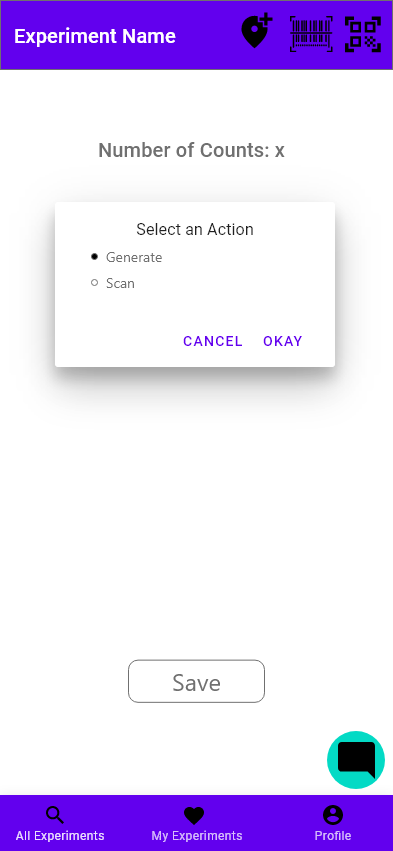 Experiment Name
Number of Counts: x
Select an Action
Generate
Scan
CANCEL OKAY
Save
All Experiments My Experiments Profile